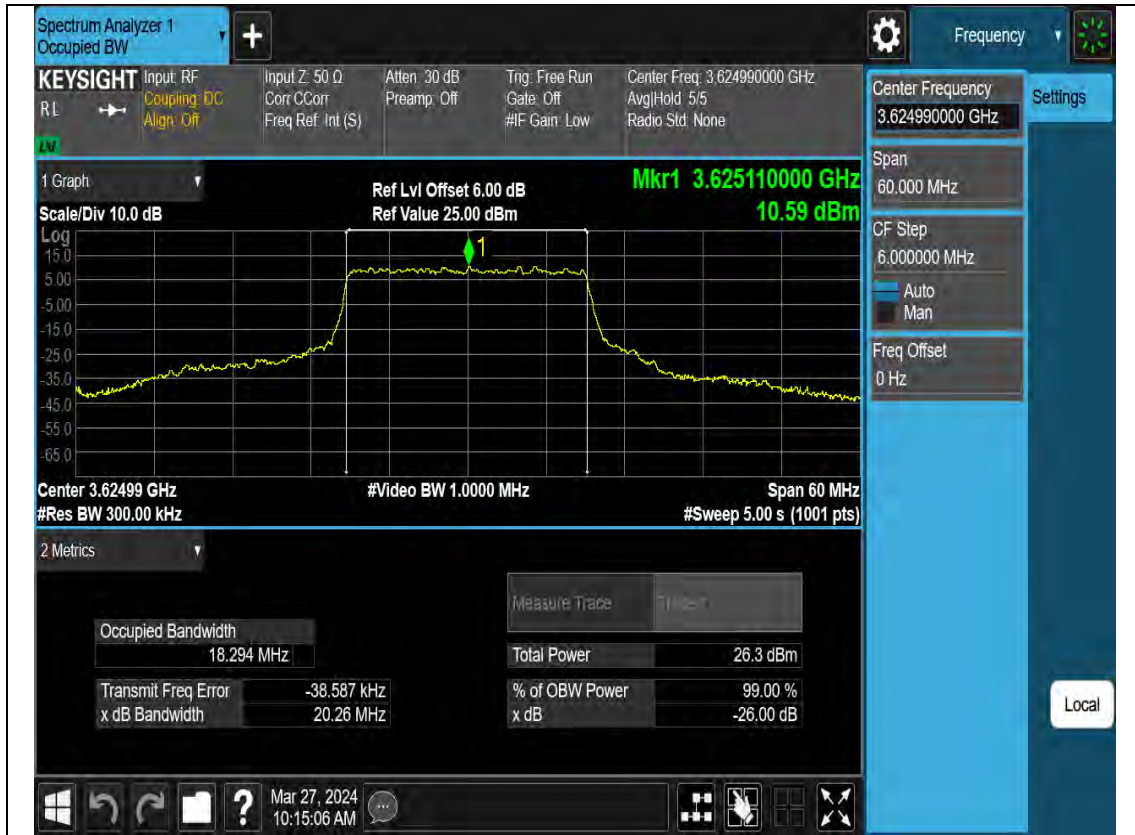 Spectrum Analyzer 1
Occupied BW
+
Frequency
KEYSIGHT
RL
Input: RF
Coupling: DC
Align: Off
Input Z: 50 Ω
Corr CCorr
Freq Ref: Int (S)
Atten: 30 dB
Preamp: Off
Trig: Free Run
Gate: Off
#IF Gain: Low
Center Freq: 3.624990000 GHz
Avg|Hold: 5/5
Radio Std: None
Center Frequency
3.624990000 GHz
Settings
Span
60.000 MHz
CF Step
6.000000 MHz
Auto
Man
Freq Offset
0 Hz
Local
1 Graph
Scale/Div 10.0 dB
Ref Lvl Offset 6.00 dB
Ref Value 25.00 dBm
Mkr1 3.625110000 GHz
10.59 dBm
Log
15.0
5.00
-5.00
-15.0
-25.0
-35.0
-45.0
-55.0
-65.0
1
Center 3.62499 GHz
#Res BW 300.00 kHz
#Video BW 1.0000 MHz
Span 60 MHz
#Sweep 5.00 s (1001 pts)
2 Metrics
Measure Trace
Occupied Bandwidth
18.294 MHz
Total Power 26.3 dBm
Transmit Freq Error -38.587 kHz
% of OBW Power 99.00 %
x dB Bandwidth 20.26 MHz
x dB -26.00 dB
?
Mar 27, 2024
10:15:06 AM